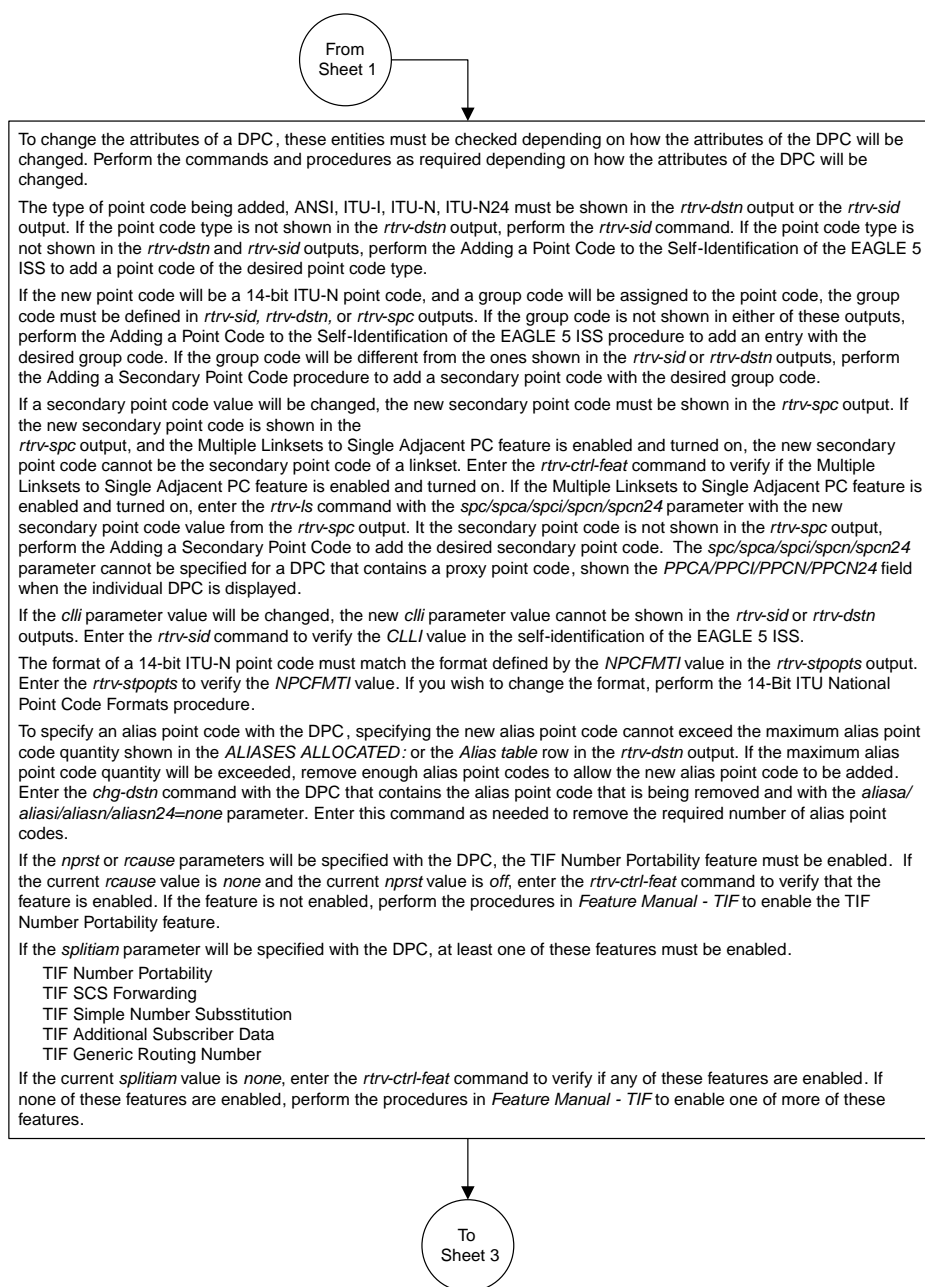 From
Sheet 1
To change the attributes of a DPC, these entities must be checked depending on how the attributes of the DPC will be
changed. Perform the commands and procedures as required depending on how the attributes of the DPC will be
changed.
The type of point code being added, ANSI, ITU-I, ITU-N, ITU-N24 must be shown in the rtrv-dstn output or the rtrv-sid
output. If the point code type is not shown in the rtrv-dstn output, perform the rtrv-sid command. If the point code type is
not shown in the rtrv-dstn and rtrv-sid outputs, perform the Adding a Point Code to the Self-Identification of the EAGLE 5
ISS to add a point code of the desired point code type.
If the new point code will be a 14-bit ITU-N point code, and a group code will be assigned to the point code, the group
code must be defined in rtrv-sid, rtrv-dstn, or rtrv-spc outputs. If the group code is not shown in either of these outputs,
perform the Adding a Point Code to the Self-Identification of the EAGLE 5 ISS procedure to add an entry with the
desired group code. If the group code will be different from the ones shown in the rtrv-sid or rtrv-dstn outputs, perform
the Adding a Secondary Point Code procedure to add a secondary point code with the desired group code.
If a secondary point code value will be changed, the new secondary point code must be shown in the rtrv-spc output. If
the new secondary point code is shown in the
rtrv-spc output, and the Multiple Linksets to Single Adjacent PC feature is enabled and turned on, the new secondary
point code cannot be the secondary point code of a linkset. Enter the rtrv-ctrl-feat command to verify if the Multiple
Linksets to Single Adjacent PC feature is enabled and turned on. If the Multiple Linksets to Single Adjacent PC feature is
enabled and turned on, enter the rtrv-ls command with the spc/spca/spci/spcn/spcn24 parameter with the new
secondary point code value from the rtrv-spc output. It the secondary point code is not shown in the rtrv-spc output,
perform the Adding a Secondary Point Code to add the desired secondary point code. The spc/spca/spci/spcn/spcn24
parameter cannot be specified for a DPC that contains a proxy point code, shown the PPCA/PPCI/PPCN/PPCN24 field
when the individual DPC is displayed.
If the clli parameter value will be changed, the new clli parameter value cannot be shown in the rtrv-sid or rtrv-dstn
outputs. Enter the rtrv-sid command to verify the CLLI value in the self-identification of the EAGLE 5 ISS.
The format of a 14-bit ITU-N point code must match the format defined by the NPCFMTI value in the rtrv-stpopts output.
Enter the rtrv-stpopts to verify the NPCFMTI value. If you wish to change the format, perform the 14-Bit ITU National
Point Code Formats procedure.
To specify an alias point code with the DPC, specifying the new alias point code cannot exceed the maximum alias point
code quantity shown in the ALIASES ALLOCATED: or the Alias table row in the rtrv-dstn output. If the maximum alias
point code quantity will be exceeded, remove enough alias point codes to allow the new alias point code to be added.
Enter the chg-dstn command with the DPC that contains the alias point code that is being removed and with the aliasa/
aliasi/aliasn/aliasn24=none parameter. Enter this command as needed to remove the required number of alias point
codes.
If the nprst or rcause parameters will be specified with the DPC, the TIF Number Portability feature must be enabled. If
the current rcause value is none and the current nprst value is off, enter the rtrv-ctrl-feat command to verify that the
feature is enabled. If the feature is not enabled, perform the procedures in Feature Manual - TIF to enable the TIF
Number Portability feature.
If the splitiam parameter will be specified with the DPC, at least one of these features must be enabled.
TIF Number Portability
TIF SCS Forwarding
TIF Simple Number Subsstitution
TIF Additional Subscriber Data
TIF Generic Routing Number
If the current splitiam value is none, enter the rtrv-ctrl-feat command to verify if any of these features are enabled. If
none of these features are enabled, perform the procedures in Feature Manual - TIF to enable one of more of these
features.
To
Sheet 3